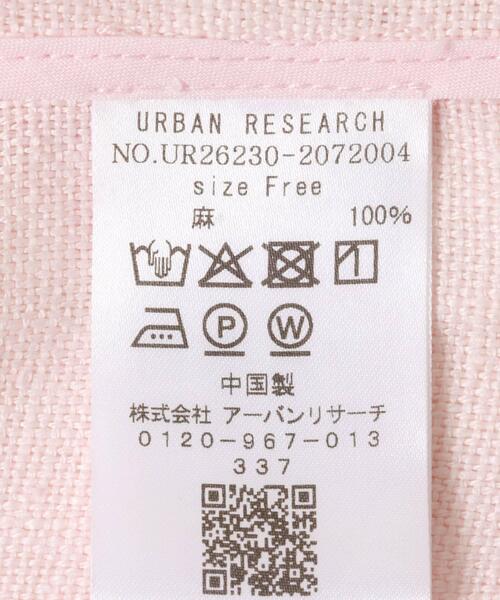 URBAN RESEARCH
NO.UR26230-2072004
size Free
麻 100%
P W
中国製
株式会社 アーバンリサーチ
0120-967-013
337